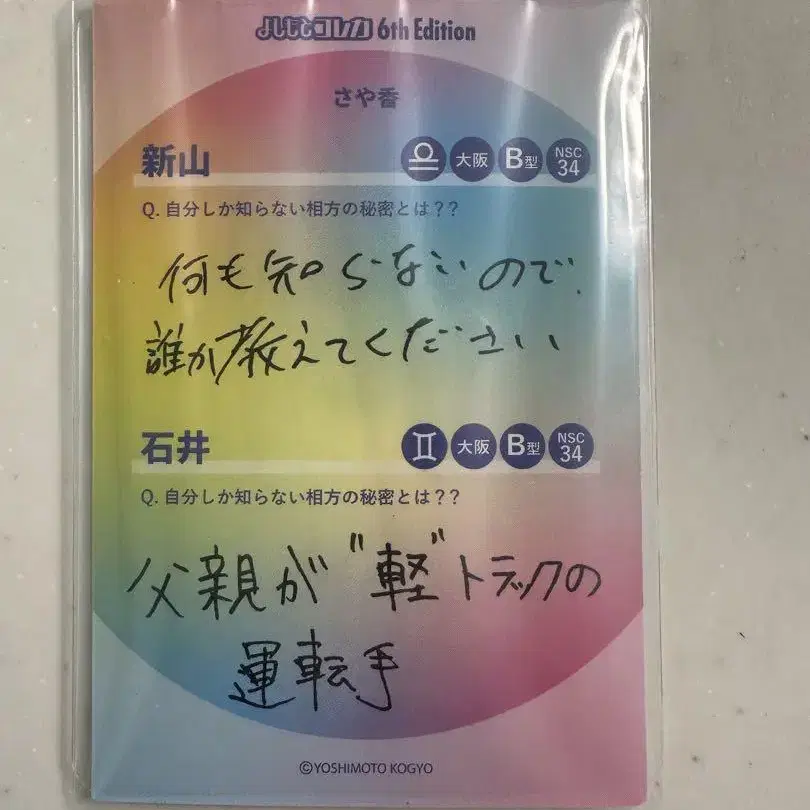 よしもとコレカ 6th Edition
さや香
新山
♎ 大阪 B型 NSC 34
Q. 自分しか知らない相方の秘密とは??
何も知らないので、
誰か教えてください
石井
♊ 大阪 B型 NSC 34
Q. 自分しか知らない相方の秘密とは??
父親が"軽"トラックの
運転手
©YOSHIMOTO KOGYO